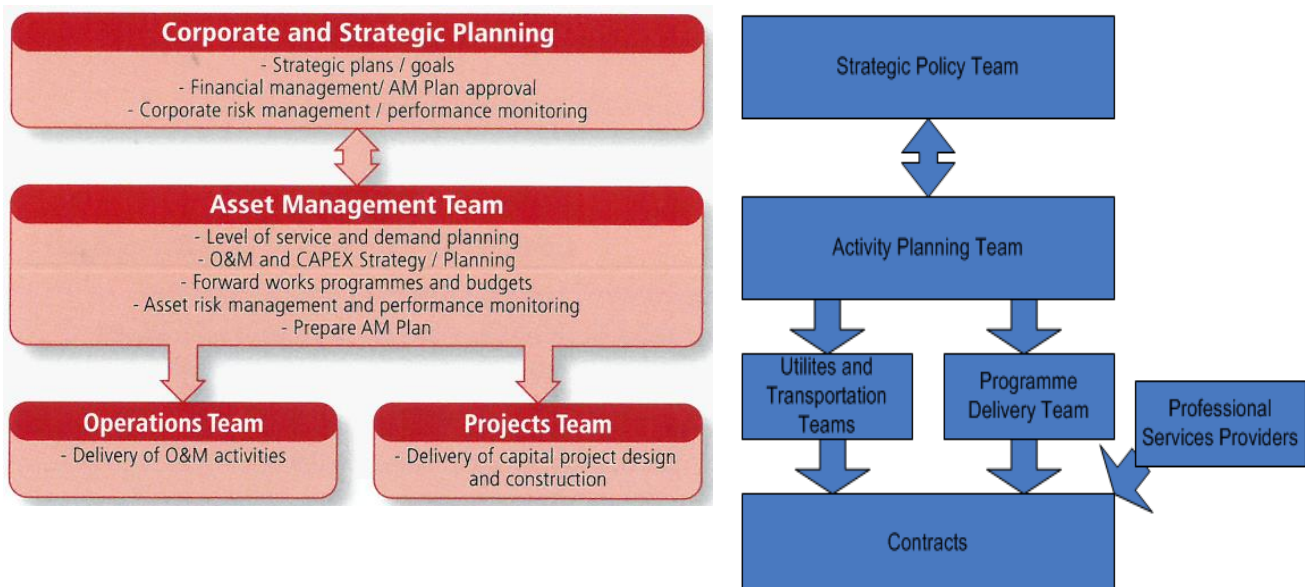 Corporate and Strategic Planning
- Strategic plans / goals
- Financial management/ AM Plan approval
- Corporate risk management / performance monitoring
Asset Management Team
- Level of service and demand planning
- O&M and CAPEX Strategy / Planning
- Forward works programmes and budgets
- Asset risk management and performance monitoring
- Prepare AM Plan
Operations Team
- Delivery of O&M activities
Projects Team
- Delivery of capital project design
and construction
Strategic Policy Team
Activity Planning Team
Utilites and
Transportation
Teams
Programme
Delivery Team
Professional
Services Providers
Contracts